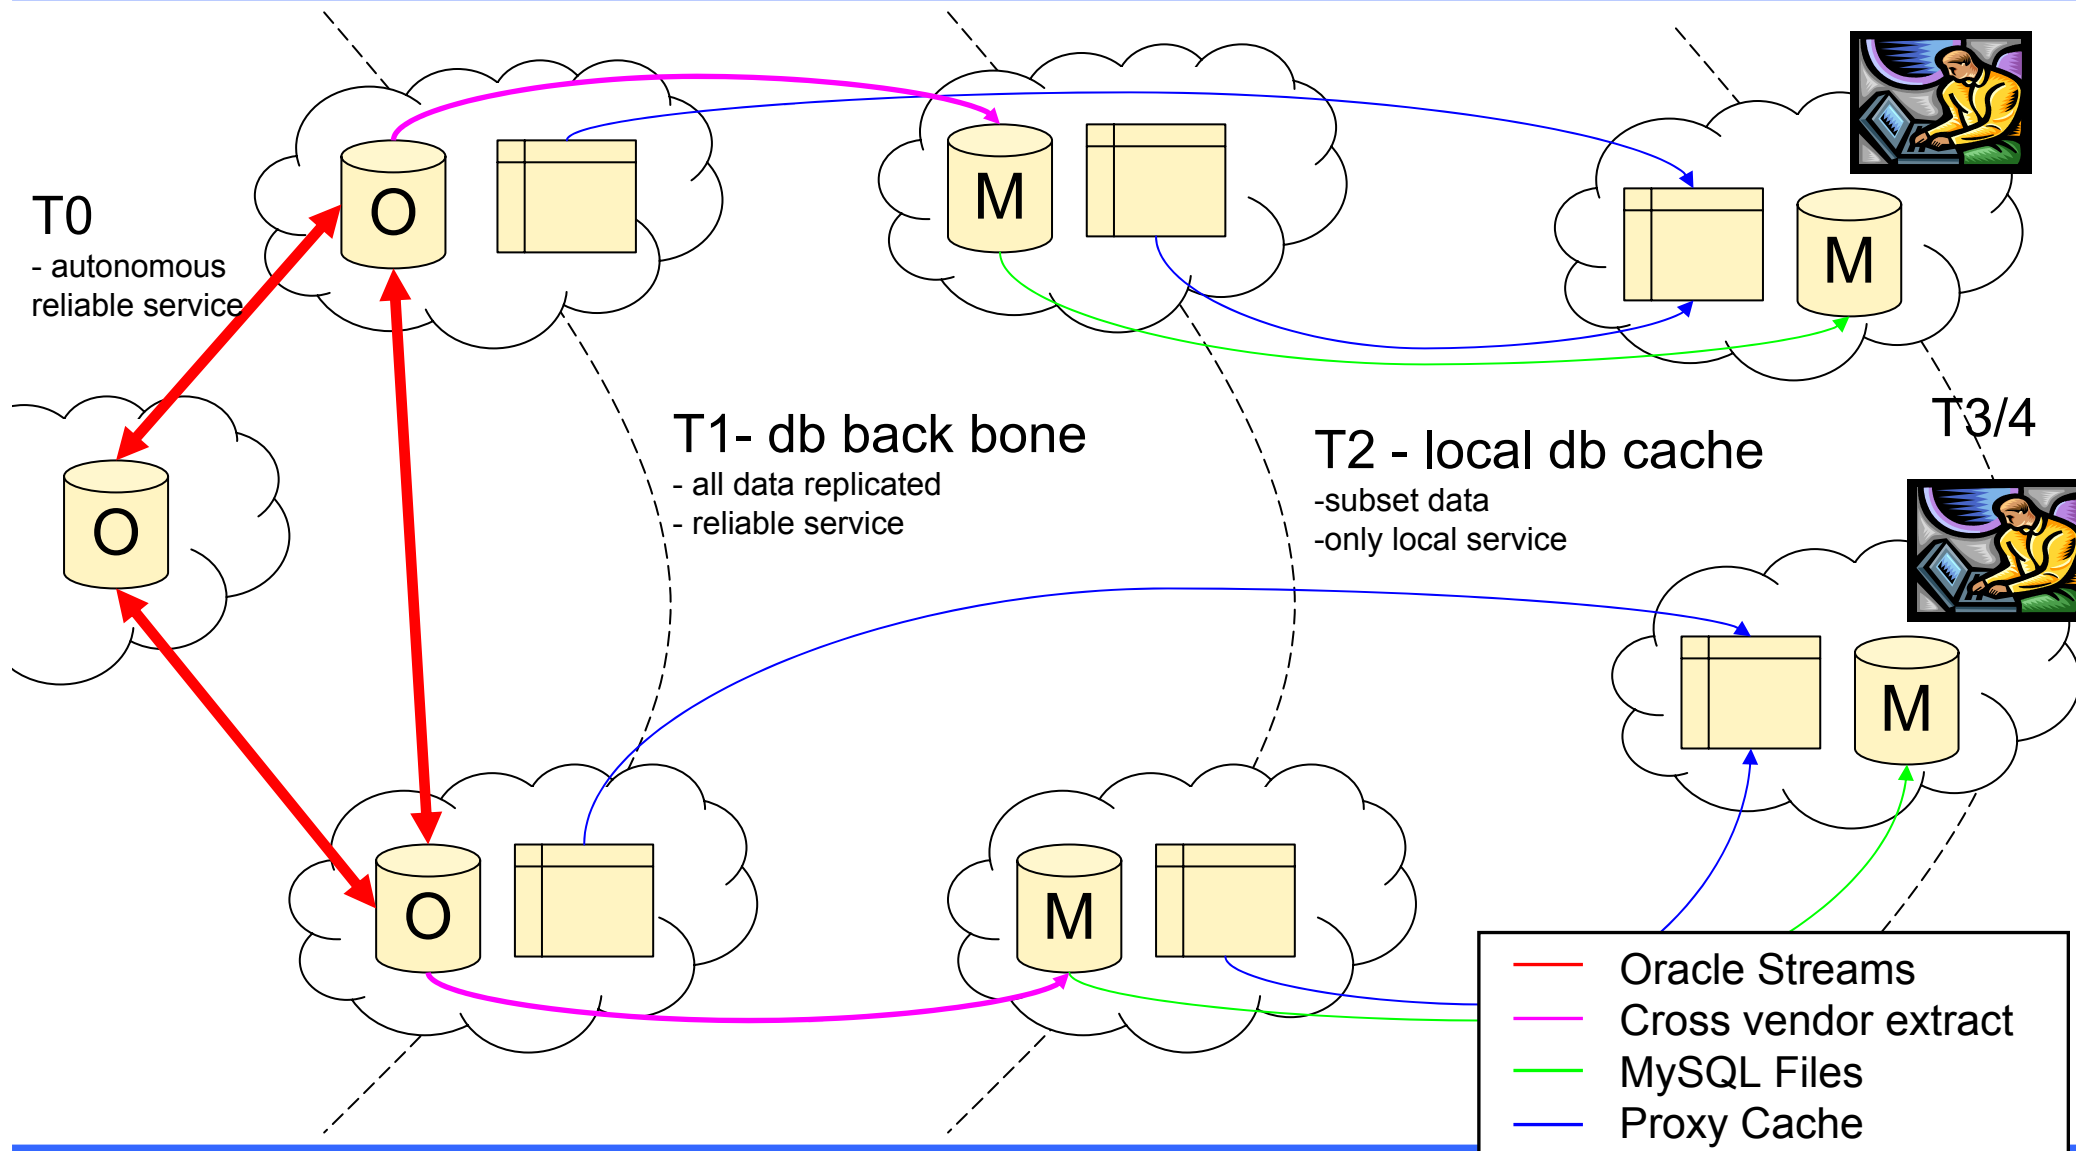 T0
- autonomous
reliable service
O
M
M
O
T1- db back bone
- all data replicated
- reliable service
T2 - local db cache
-subset data
-only local service
T3/4
O
M
M
Oracle Streams
Cross vendor extract
MySQL Files
Proxy Cache